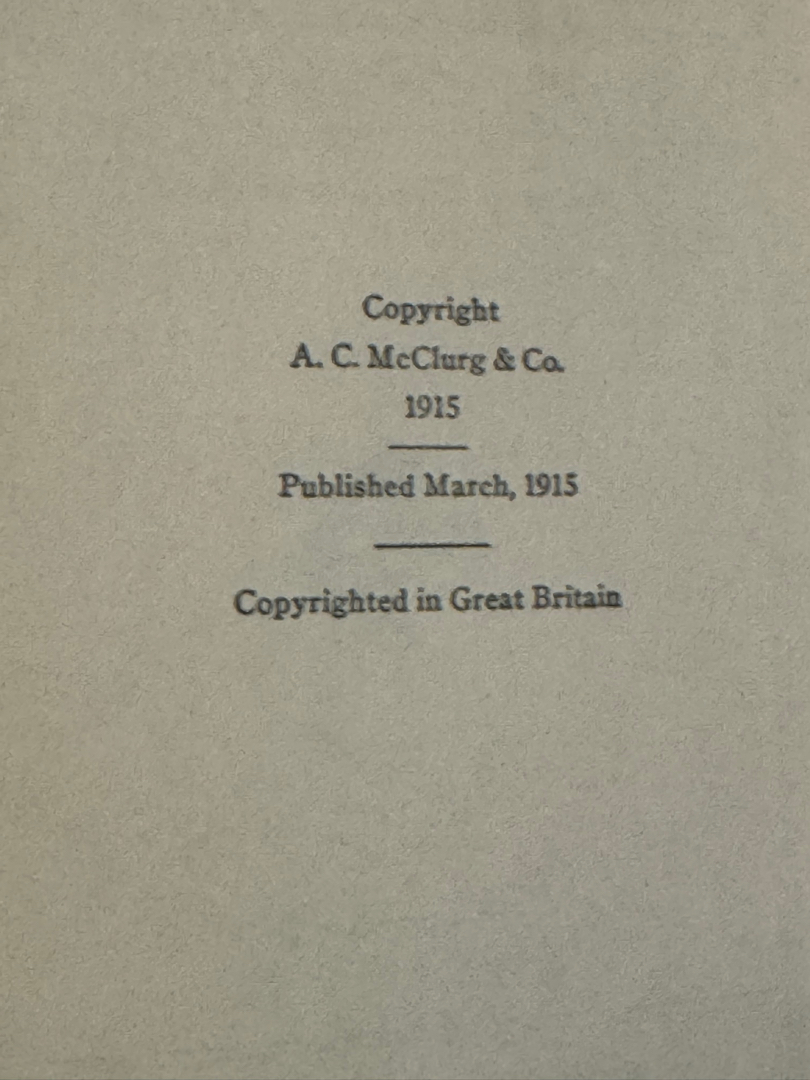 Copyright
A. C. McClurg & Co.
1915
Published March, 1915
Copyrighted in Great Britain